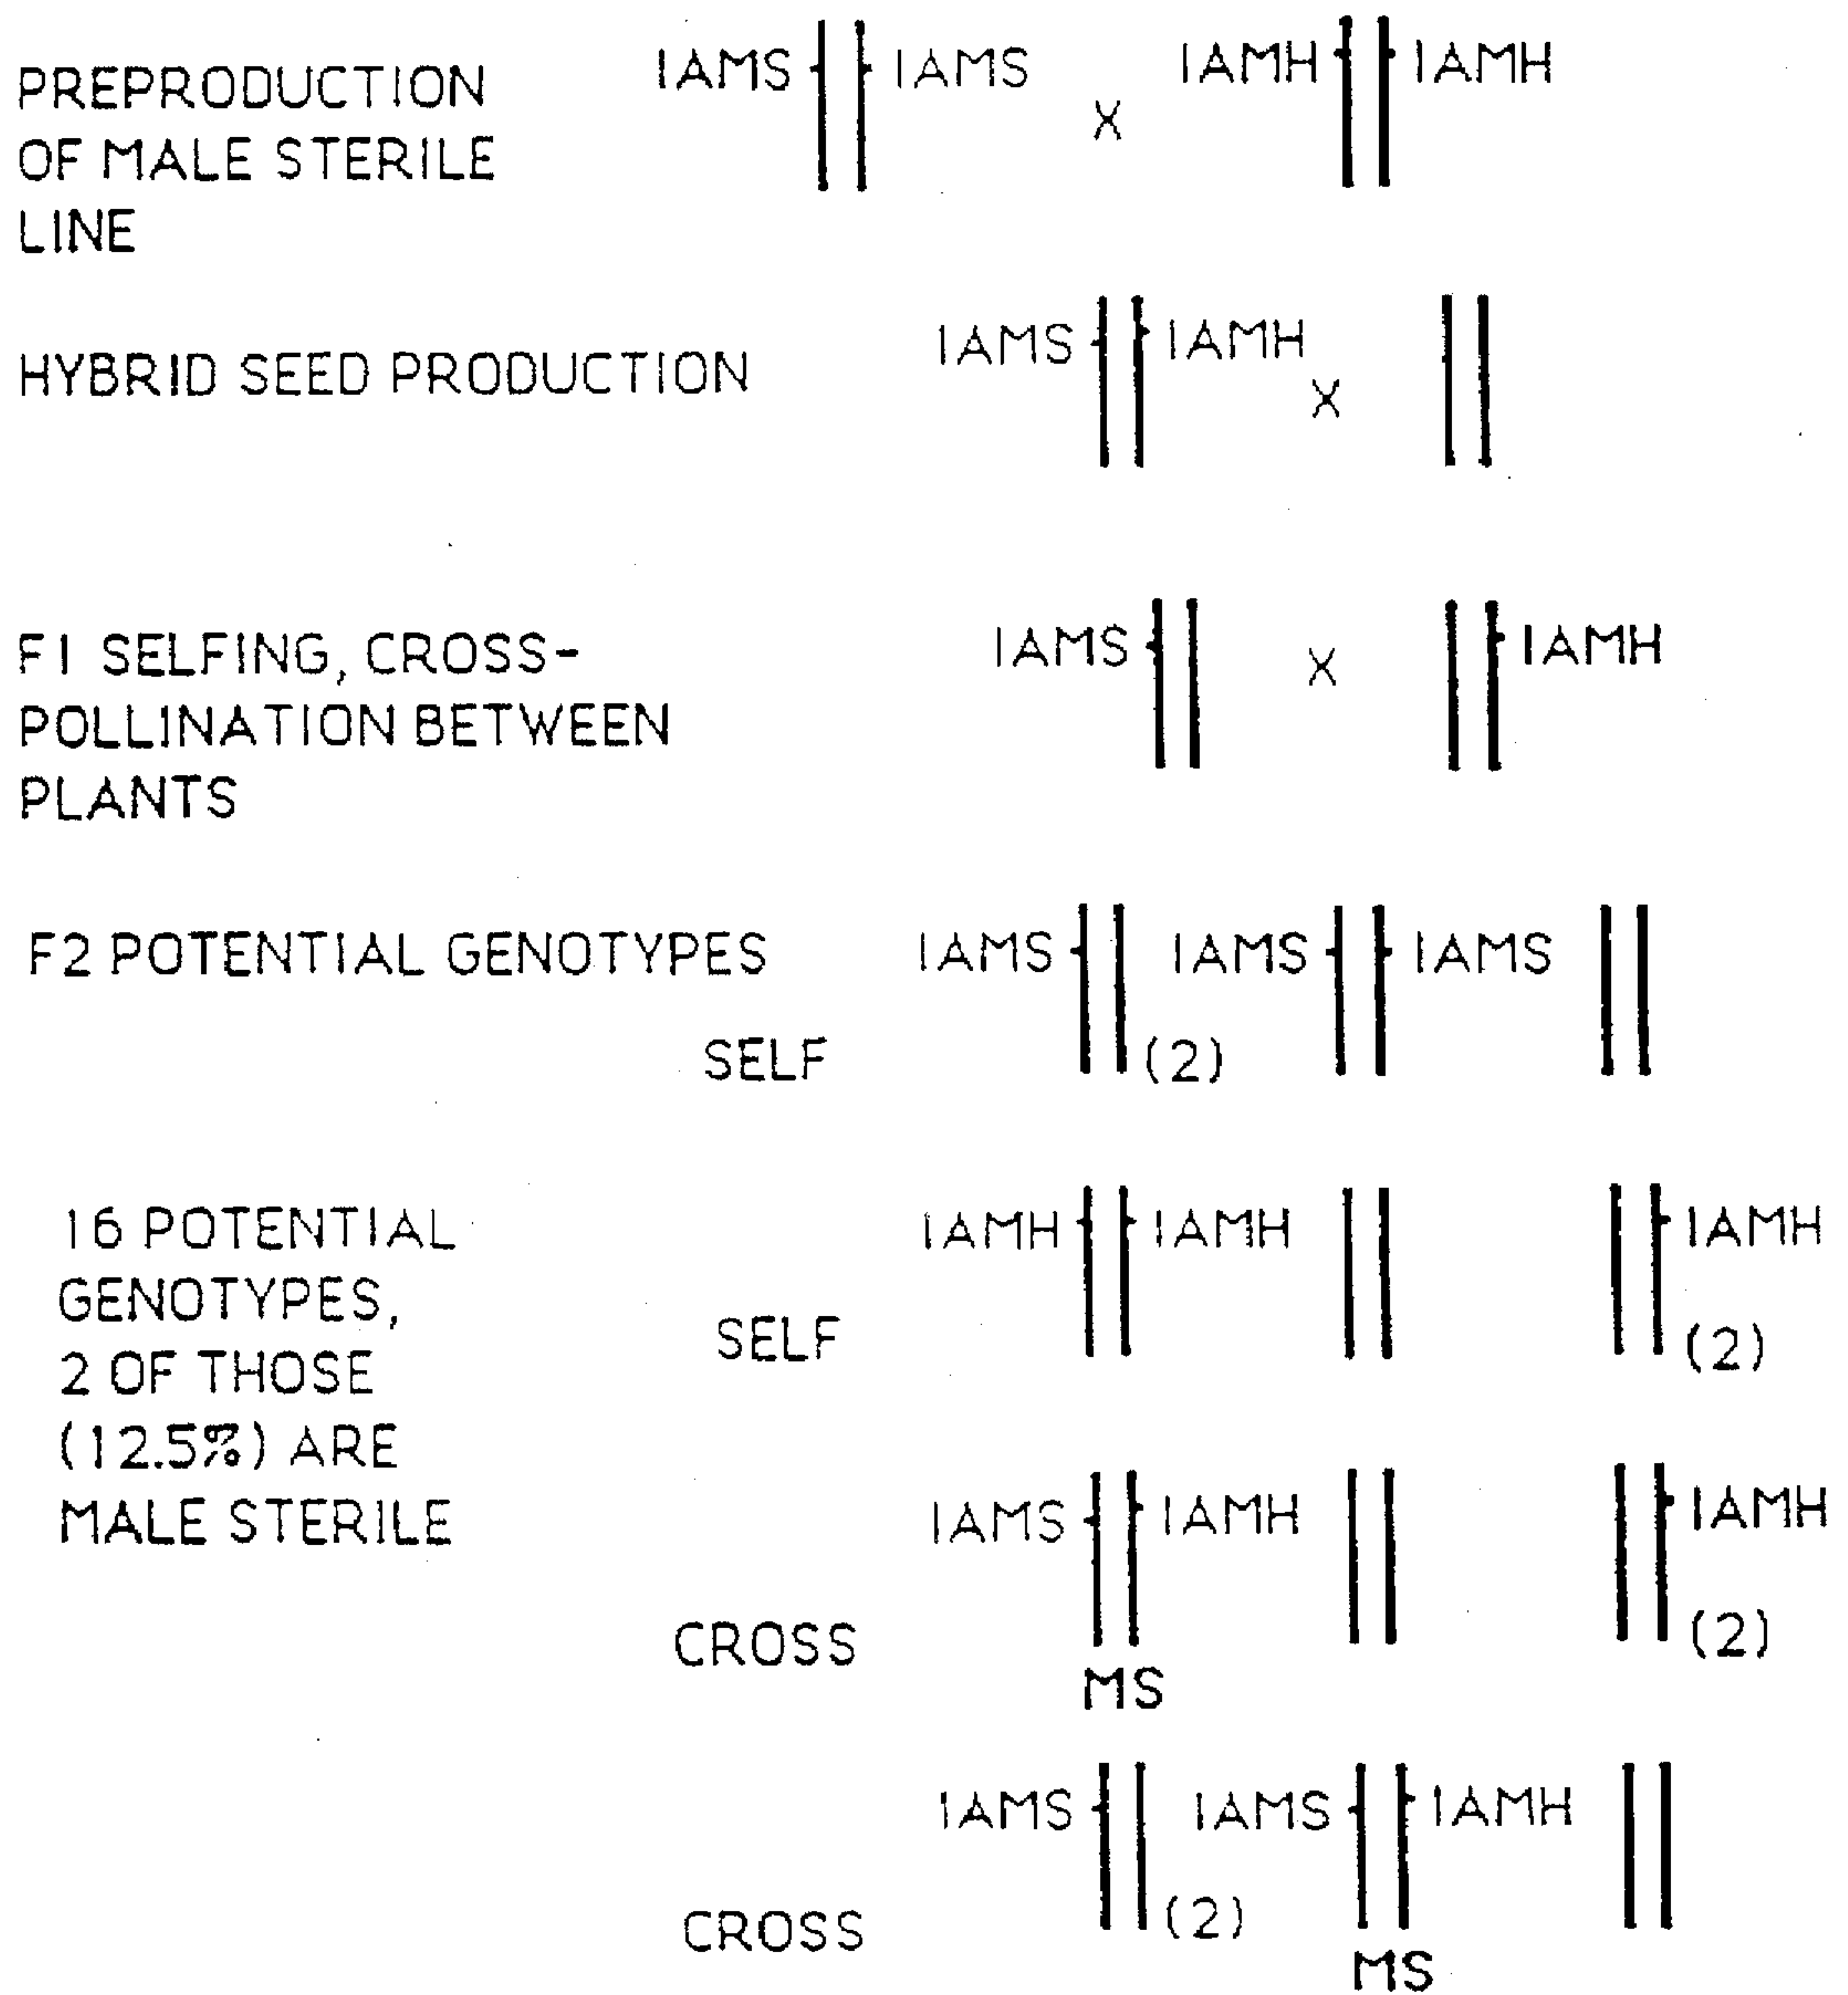 PREPRODUCTION
OF MALE STERILE
LINE
IAMS IAMS X IAMH IAMH
HYBRID SEED PRODUCTION
IAMS IAMH X
F1 SELFING, CROSS-
POLLINATION BETWEEN
PLANTS
IAMS X IAMH
F2 POTENTIAL GENOTYPES
IAMS IAMS IAMS
SELF (2)
16 POTENTIAL
GENOTYPES,
2 OF THOSE
(12.5%) ARE
MALE STERILE
IAMH IAMH IAMH
SELF (2)
IAMS IAMH IAMH
CROSS (2)
MS
IAMS IAMS IAMH
CROSS (2)
MS